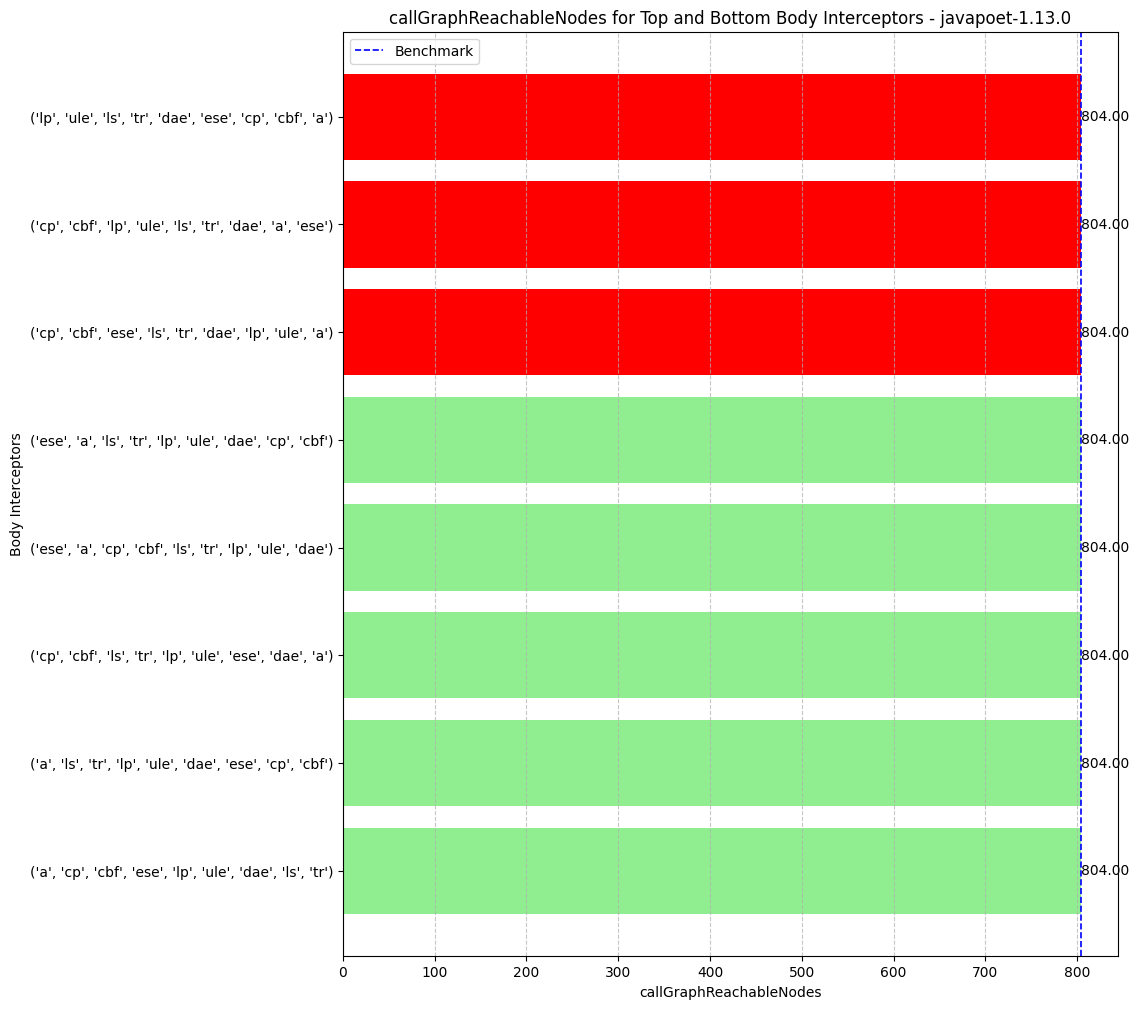 callGraphReachableNodes for Top and Bottom Body Interceptors - javapoet-1.13.0
Benchmark
('lp', 'ule', 'ls', 'tr', 'dae', 'ese', 'cp', 'cbf', 'a')
804.00
('cp', 'cbf', 'lp', 'ule', 'ls', 'tr', 'dae', 'a', 'ese')
804.00
('cp', 'cbf', 'ese', 'ls', 'tr', 'dae', 'lp', 'ule', 'a')
804.00
('ese', 'a', 'ls', 'tr', 'lp', 'ule', 'dae', 'cp', 'cbf')
804.00
('ese', 'a', 'cp', 'cbf', 'ls', 'tr', 'lp', 'ule', 'dae')
804.00
('cp', 'cbf', 'ls', 'tr', 'lp', 'ule', 'ese', 'dae', 'a')
804.00
('a', 'ls', 'tr', 'lp', 'ule', 'dae', 'ese', 'cp', 'cbf')
804.00
('a', 'cp', 'cbf', 'ese', 'lp', 'ule', 'dae', 'ls', 'tr')
804.00
Body Interceptors
0 100 200 300 400 500 600 700 800
callGraphReachableNodes